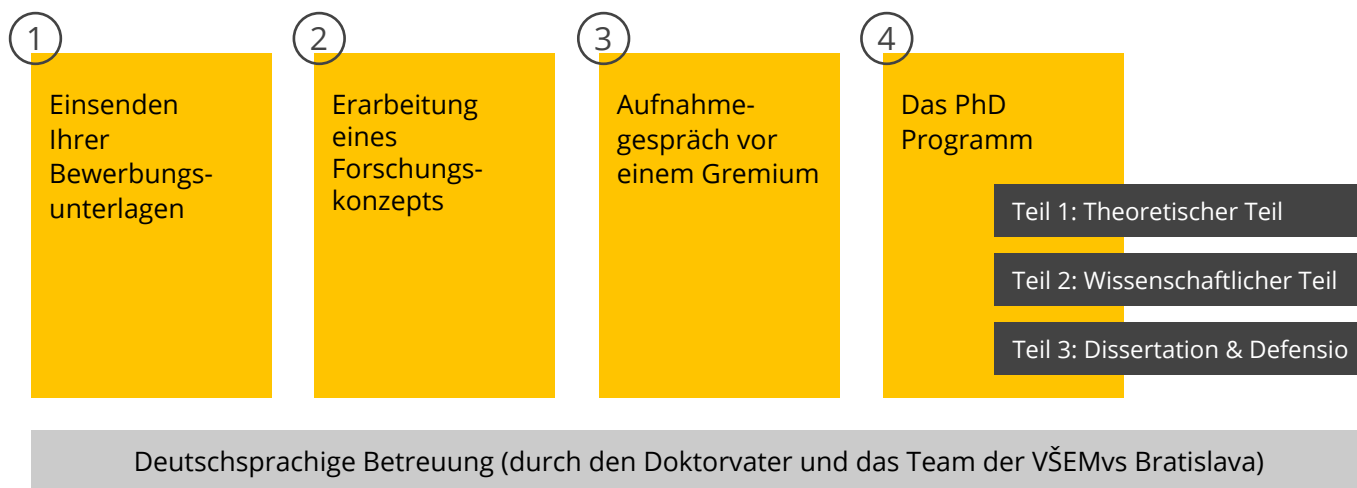 1
Einsenden
Ihrer
Bewerbungs-
unterlagen
2
Erarbeitung
eines
Forschungs-
konzepts
3
Aufnahme-
gespräch vor
einem Gremium
4
Das PhD
Programm
Teil 1: Theoretischer Teil
Teil 2: Wissenschaftlicher Teil
Teil 3: Dissertation & Defensio
Deutschsprachige Betreuung (durch den Doktorvater und das Team der VŠEMvs Bratislava)